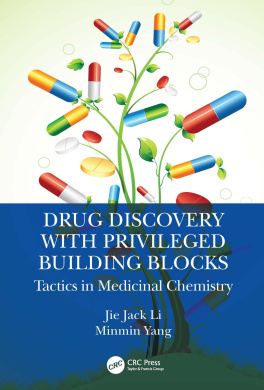 DRUG DISCOVERY
WITH PRIVILEGED
BUILDING BLOCKS
Tactics in Medicinal Chemistry
Jie Jack Li
Minmin Yang
CRC
CRC Press
Taylor & Francis Group